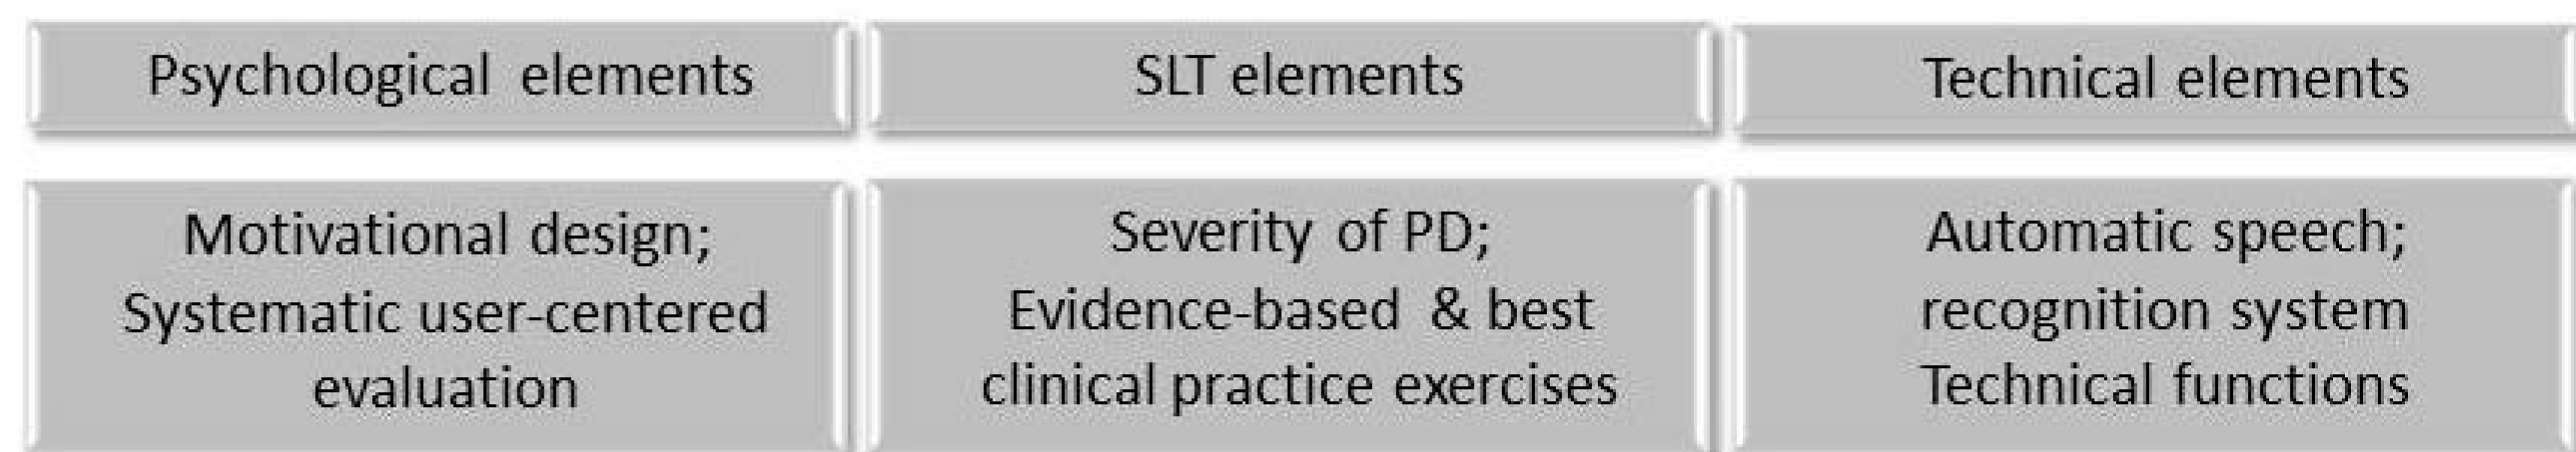 Psychological elements
SLT elements
Technical elements
Motivational design;
Systematic user-centered
evaluation
Severity of PD;
Evidence-based & best
clinical practice exercises
Automatic speech;
recognition system
Technical functions